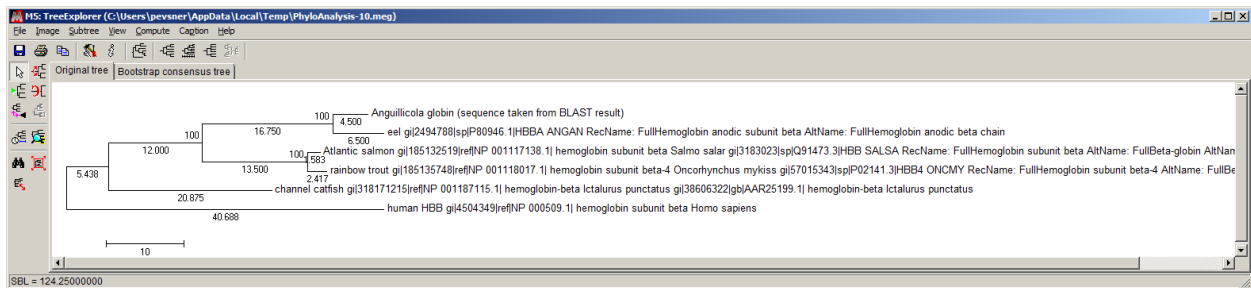 M5: TreeExplorer (C:\Users\pevsner\AppData\Local\Temp\PhyloAnalysis-10.meg)
File Image Subtree View Compute Caption Help
Original tree Bootstrap consensus tree
100 Anguillicola globin (sequence taken from BLAST result)
4.500
100 16.750 eel gi|2494788|sp|P80946.1|HBBA ANGAN RecName: FullHemoglobin anodic subunit beta AltName: FullHemoglobin anodic beta chain
6.500
12.000 100 Atlantic salmon gi|185132519|ref|NP 001117138.1| hemoglobin subunit beta Salmo salar gi|3183023|sp|Q91473.3|HBB SALSA RecName: FullHemoglobin subunit beta AltName: FullBeta-globin AltNam
.583
5.438 13.500 rainbow trout gi|185135748|ref|NP 001118017.1| hemoglobin subunit beta-4 Oncorhynchus mykiss gi|57015343|sp|P02141.3|HBB4 ONCMY RecName: FullHemoglobin subunit beta-4 AltName: FullBe
2.417
channel catfish gi|318171215|ref|NP 001187115.1| hemoglobin-beta Ictalurus punctatus gi|38606322|gb|AAR25199.1| hemoglobin-beta Ictalurus punctatus
20.875
human HBB gi|4504349|ref|NP 000509.1| hemoglobin subunit beta Homo sapiens
40.688
10
SBL = 124.25000000